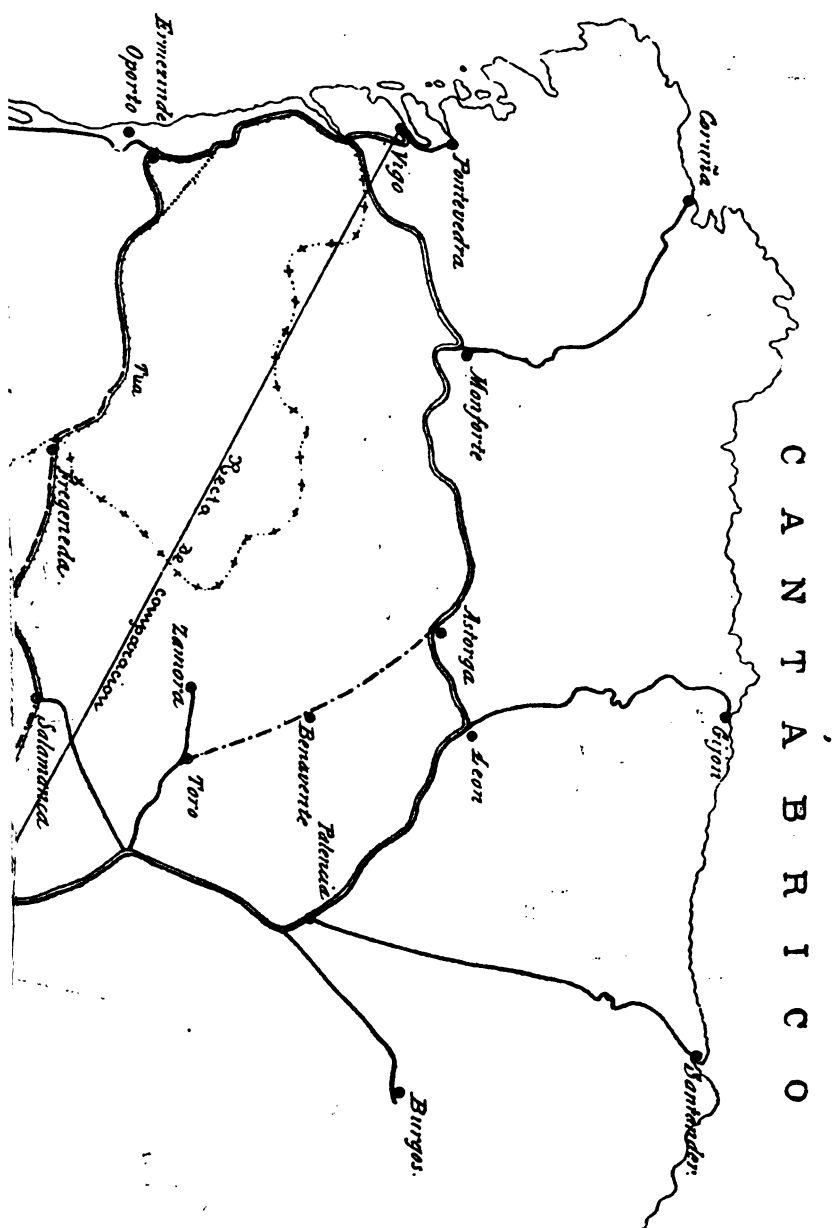 CANTÁBRICO
Coruña
Gijon
Santander.
Pontevedra
Vigo
Monforte
Astorga
Leon
Burgos.
Benavente
Palencia
Zamora
Toro
Recta de comparacion
Ermezinde
Oporto
Tua
Fregeneda.
Salamanca